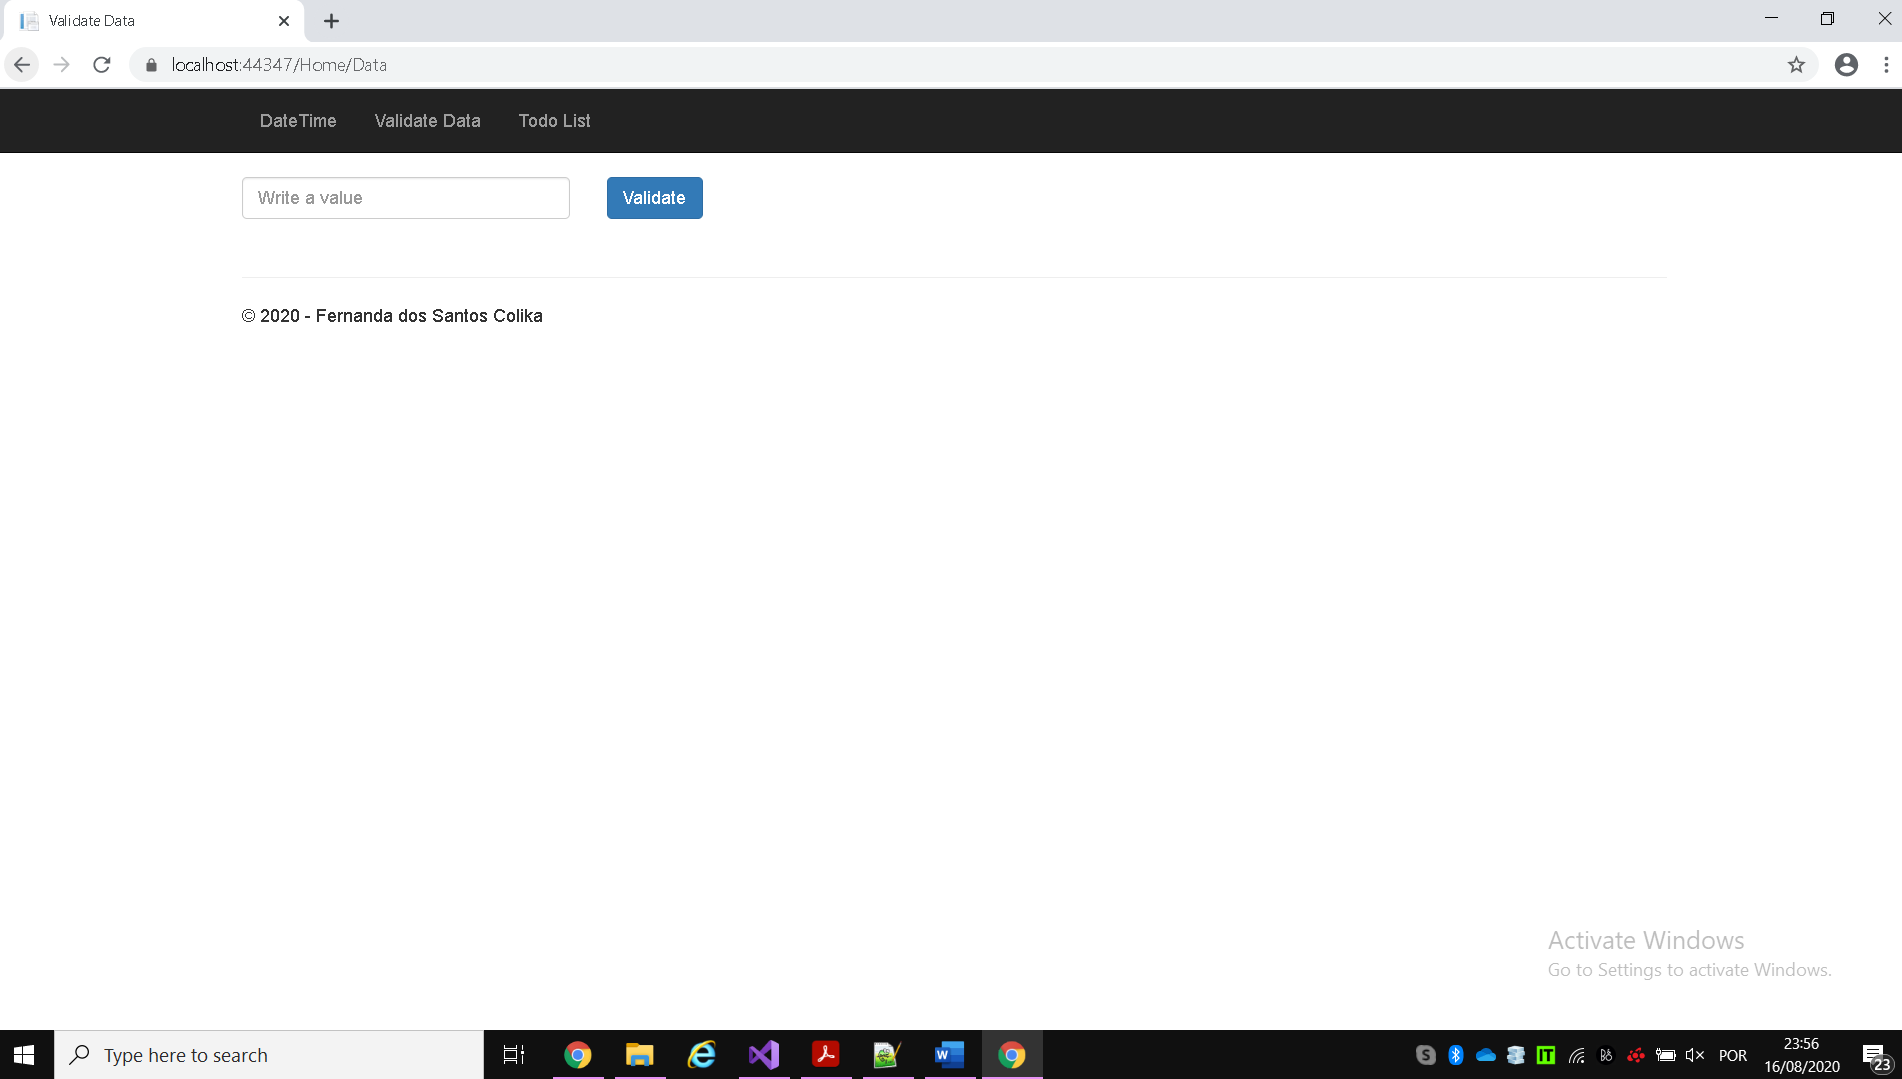 Validate Data
localhost:44347/Home/Data
DateTime Validate Data Todo List
Write a value Validate
© 2020 - Fernanda dos Santos Colika
Activate Windows
Go to Settings to activate Windows.
Type here to search
W
S
IT
POR
23:56
16/08/2020
23